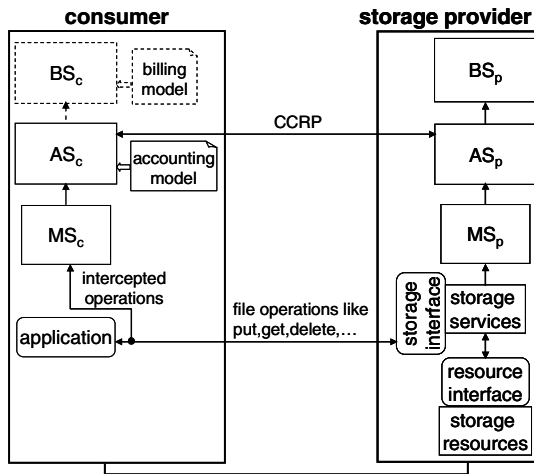 consumer
storage provider
BSc
billing
model
BSp
CCRP
ASc
accounting
model
ASp
MSc
MSp
intercepted
operations
file operations like
put,get,delete,…
application
storage
interface
storage
services
resource
interface
storage
resources